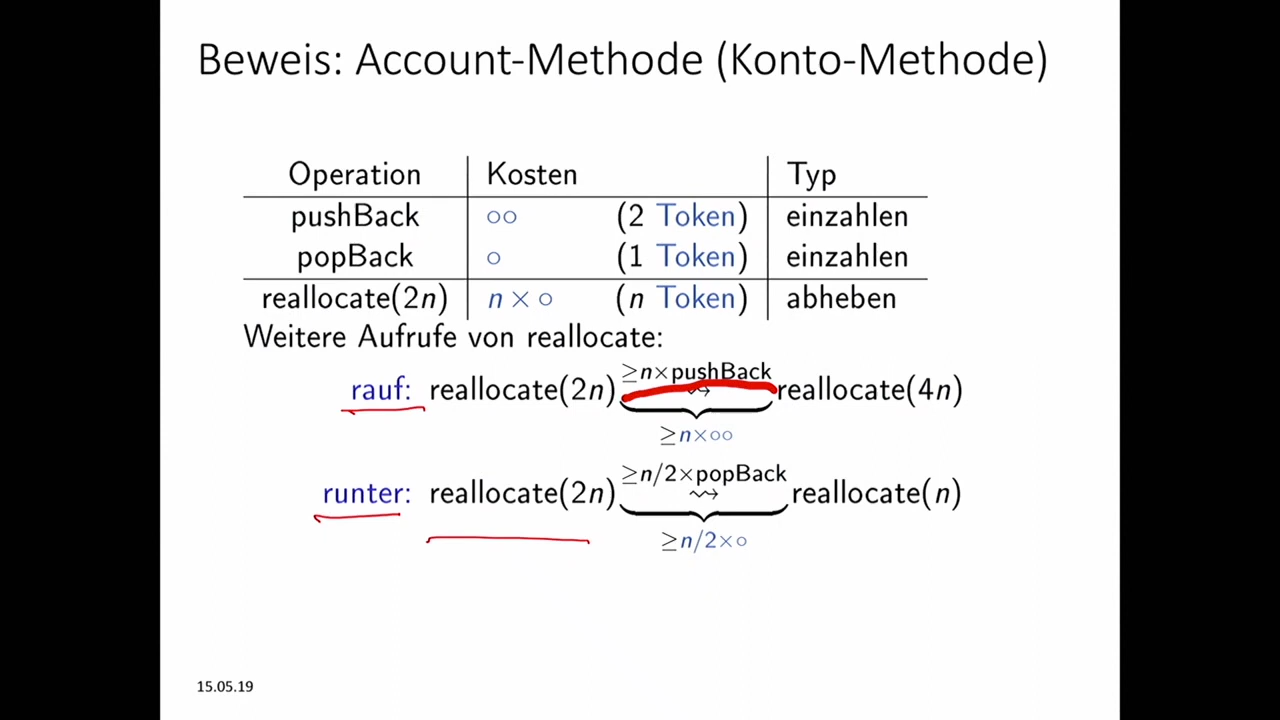 Beweis: Account-Methode (Konto-Methode)
Operation Kosten Typ
pushBack ○○ (2 Token) einzahlen
popBack ○ (1 Token) einzahlen
reallocate(2n) n × ○ (n Token) abheben
Weitere Aufrufe von reallocate:
≥n×pushBack
rauf: reallocate(2n) ⇝ reallocate(4n)
≥n×○○
≥n/2×popBack
runter: reallocate(2n) ⇝ reallocate(n)
≥n/2×○
15.05.19